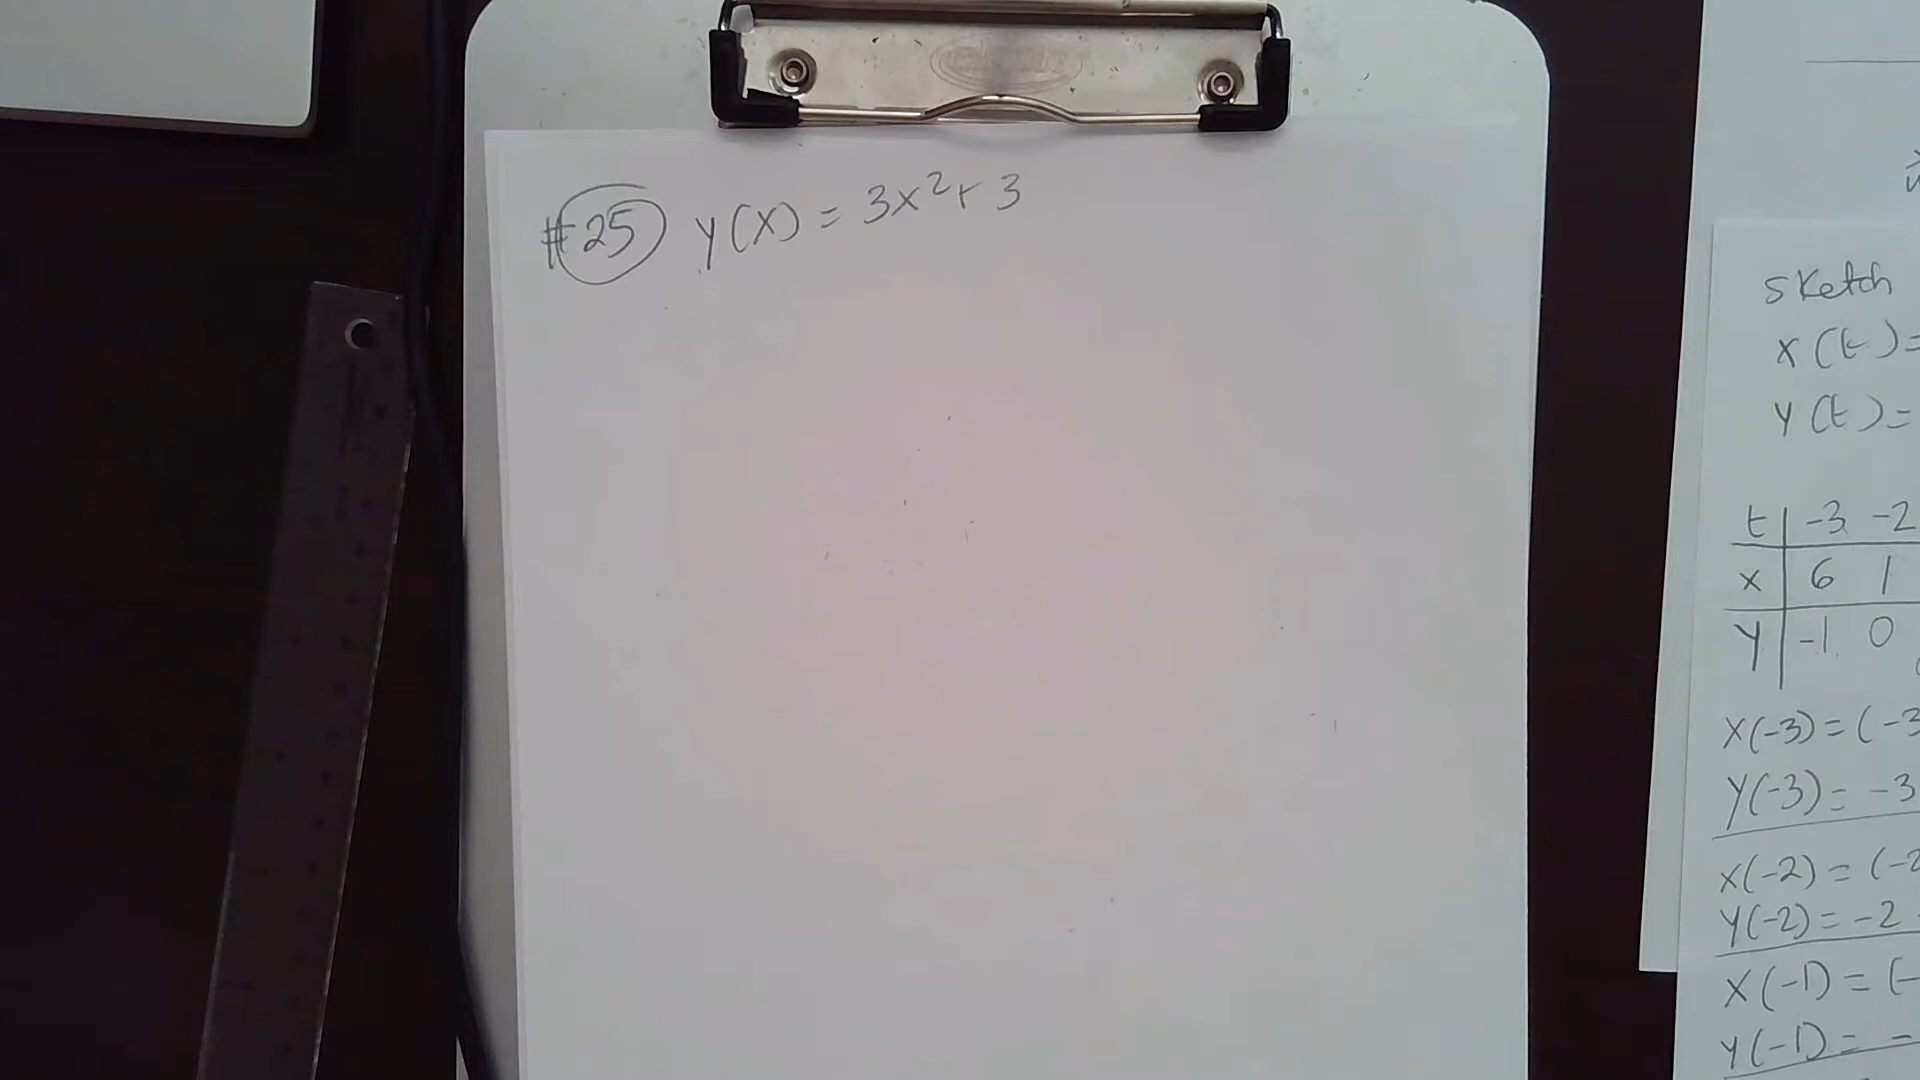 #25 y(x) = 3x²+ 3
sketch
x(t)=
y(t)=
t -3 -2
x 6 1
y -1 0
x(-3)=(-3
y(-3)= -3
x(-2)=(-2
y(-2)= -2
x(-1)=(-
y(-1)= -